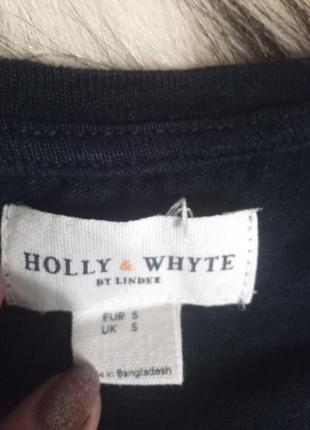 HOLLY & WHYTE
BY LINDEX
EUR S
UK S
in Bangladesh